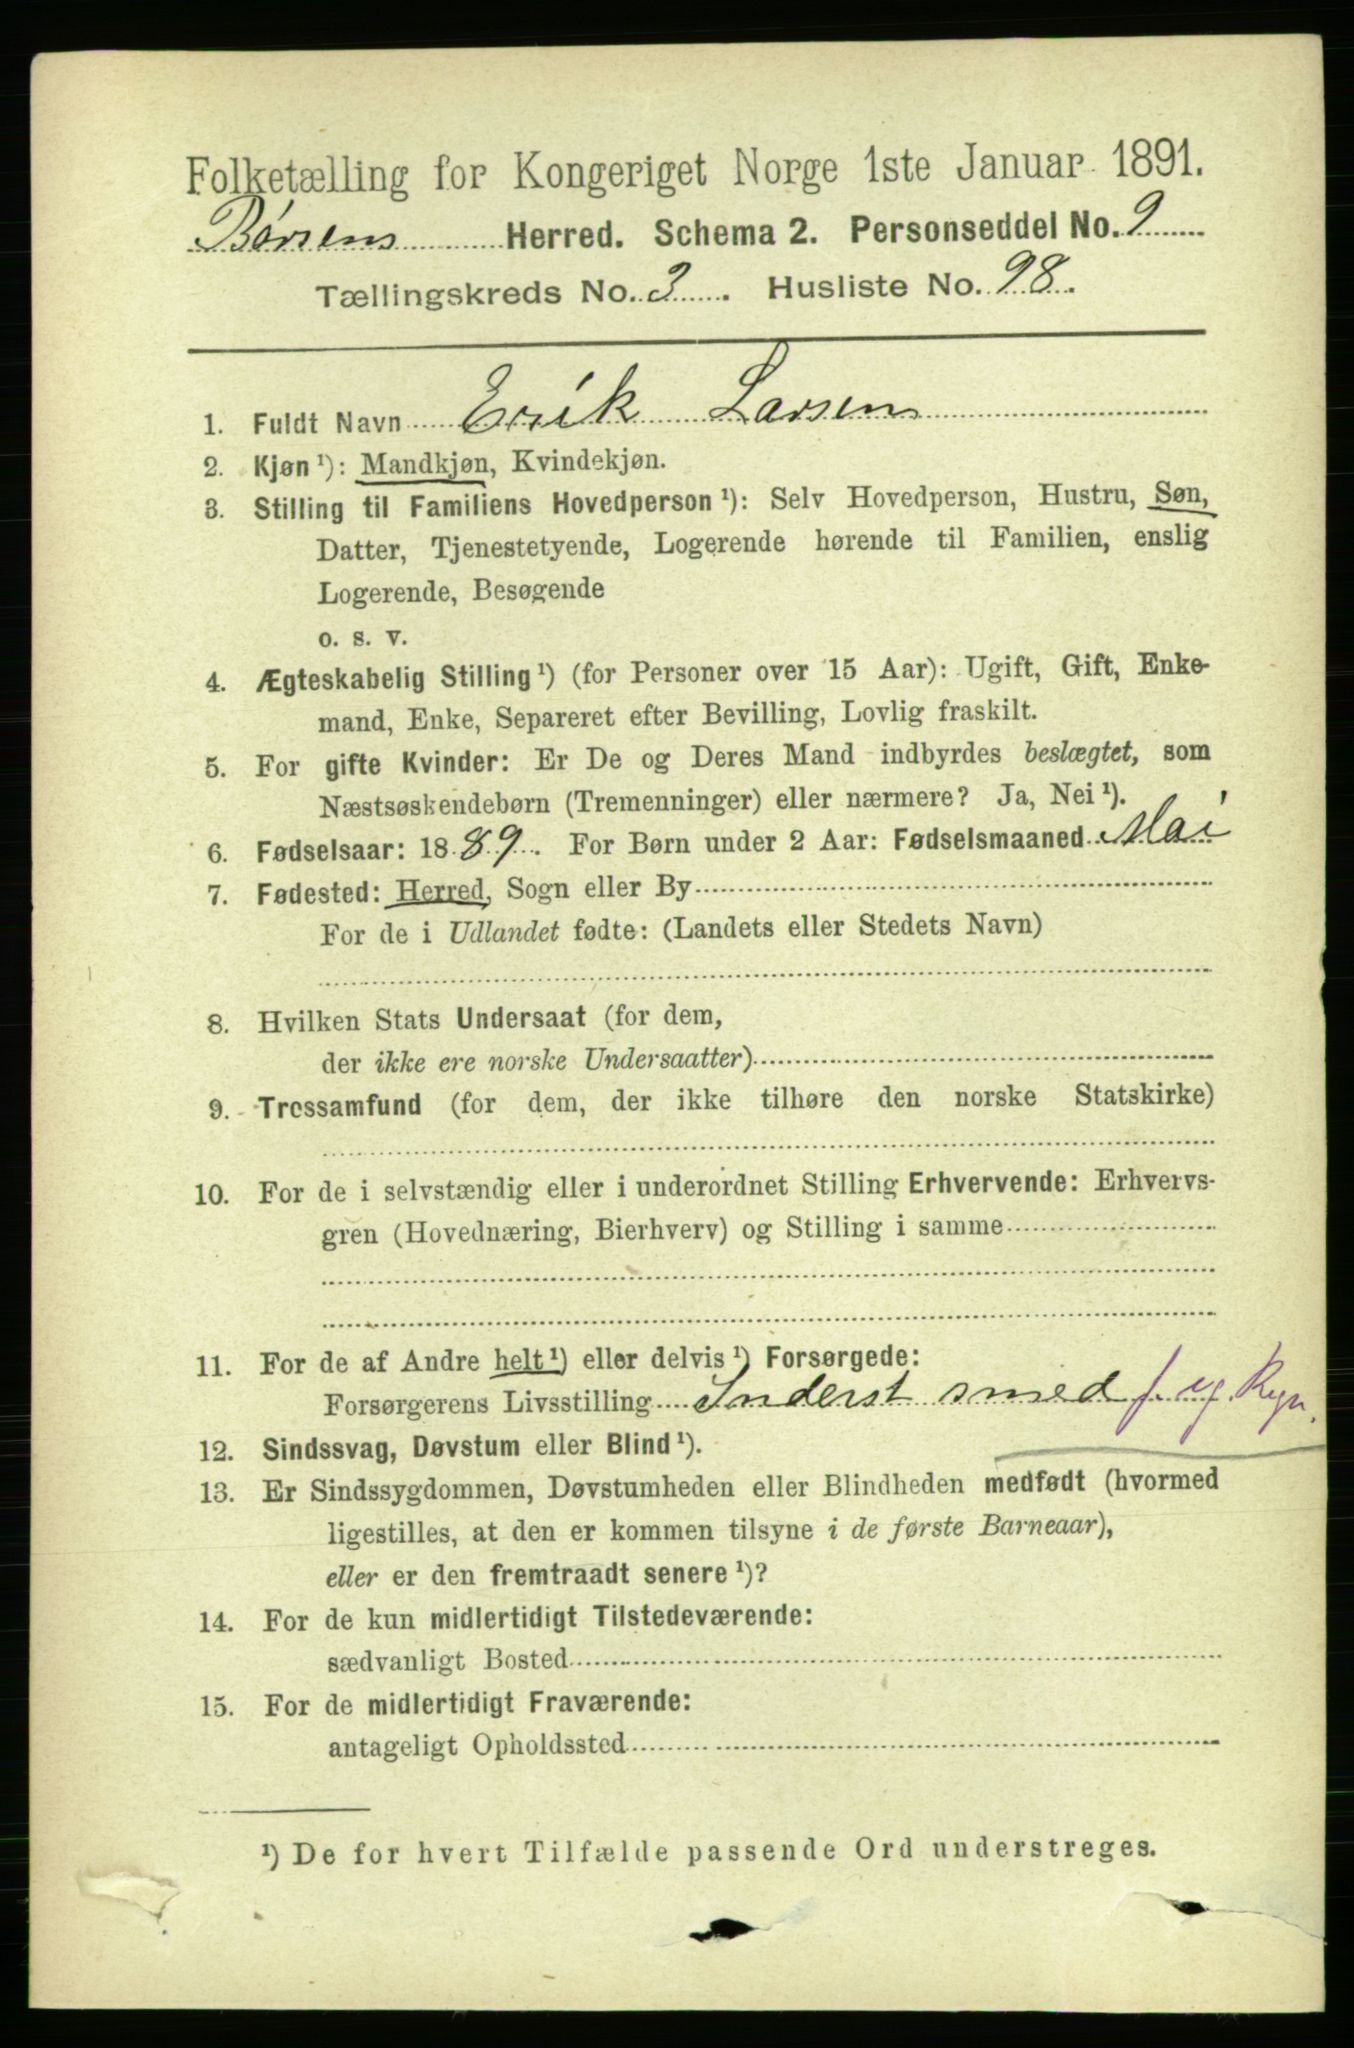 Folketælling for Kongeriget Norge 1ste Januar 1891.
Børsens Herred. Schema 2. Personseddel No. 9
Tællingskreds No. 3. Husliste No. 98.
1. Fuldt Navn Erik Larsen
2. Kjøn ¹): Mandkjøn, Kvindekjøn.
3. Stilling til Familiens Hovedperson ¹): Selv Hovedperson, Hustru, Søn,
Datter, Tjenestetyende, Logerende hørende til Familien, enslig
Logerende, Besøgende
o. s. v.
4. Ægteskabelig Stilling ¹) (for Personer over 15 Aar): Ugift, Gift, Enke-
mand, Enke, Separeret efter Bevilling, Lovlig fraskilt.
5. For gifte Kvinder: Er De og Deres Mand indbyrdes beslægtet, som
Næstsøskendebørn (Tremenninger) eller nærmere? Ja, Nei ¹).
6. Fødselsaar: 1889. For Børn under 2 Aar: Fødselsmaaned Mai
7. Fødested: Herred, Sogn eller By
For de i Udlandet fødte: (Landets eller Stedets Navn)
8. Hvilken Stats Undersaat (for dem,
der ikke ere norske Undersaatter)
9. Trossamfund (for dem, der ikke tilhøre den norske Statskirke)
10. For de i selvstændig eller i underordnet Stilling Erhvervende: Erhvervs-
gren (Hovednæring, Bierhverv) og Stilling i samme
11. For de af Andre helt ¹) eller delvis ¹) Forsørgede:
Forsørgerens Livsstilling Inderst smed f. eg. Regn.
12. Sindssvag, Døvstum eller Blind ¹).
13. Er Sindssygdommen, Døvstumheden eller Blindheden medfødt (hvormed
ligestilles, at den er kommen tilsyne i de første Barneaar),
eller er den fremtraadt senere ¹)?
14. For de kun midlertidigt Tilstedeværende:
sædvanligt Bosted
15. For de midlertidigt Fraværende:
antageligt Opholdssted
¹) De for hvert Tilfælde passende Ord understreges.